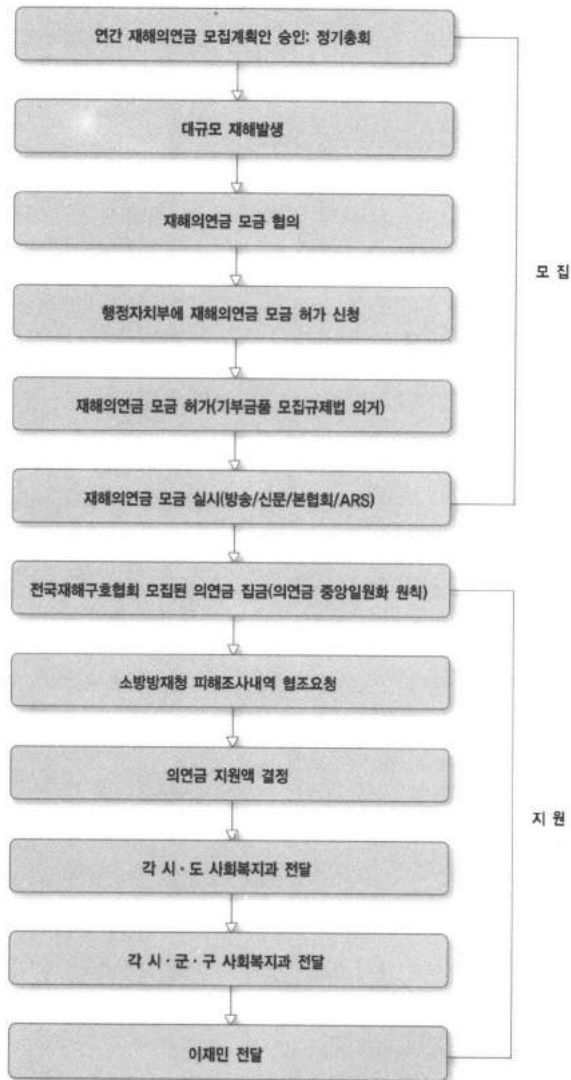 연간 재해의연금 모집계획안 승인: 정기총회
대규모 재해발생
재해의연금 모금 협의
모 집
행정자치부에 재해의연금 모금 허가 신청
재해의연금 모금 허가(기부금품 모집규제법 의거)
재해의연금 모금 실시(방송/신문/본협회/ARS)
전국재해구호협회 모집된 의연금 집금(의연금 중앙일원화 원칙)
소방방재청 피해조사내역 협조요청
의연금 지원액 결정
지 원
각 시·도 사회복지과 전달
각 시·군·구 사회복지과 전달
이재민 전달